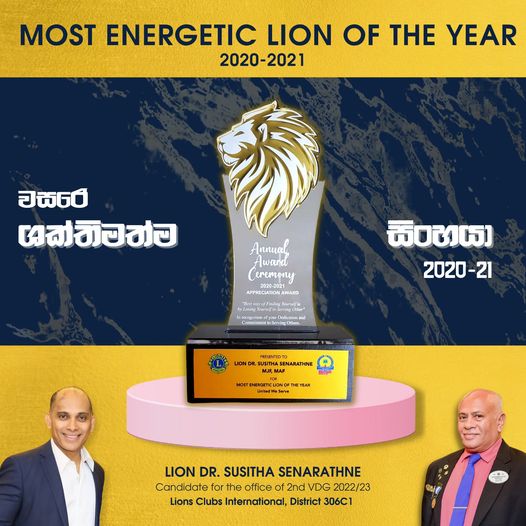 MOST ENERGETIC LION OF THE YEAR
2020-2021
වසරේ
ශක්තිමත්ම
සිංහයා
2020-21
Annual
Award
Ceremony
2020-2021
APPRECIATION AWARD
"Best way of Finding Yourself is
by Losing Yourself in Serving Other"
In recognition of your Dedication and
Commitment to Serving Others.
PRESENTED TO
LION DR. SUSITHA SENARATHNE
MJF, MAF
FOR
MOST ENERGETIC LION OF THE YEAR
United We Serve
LION DR. SUSITHA SENARATHNE
Candidate for the office of 2nd VDG 2022/23
Lions Clubs International, District 306C1